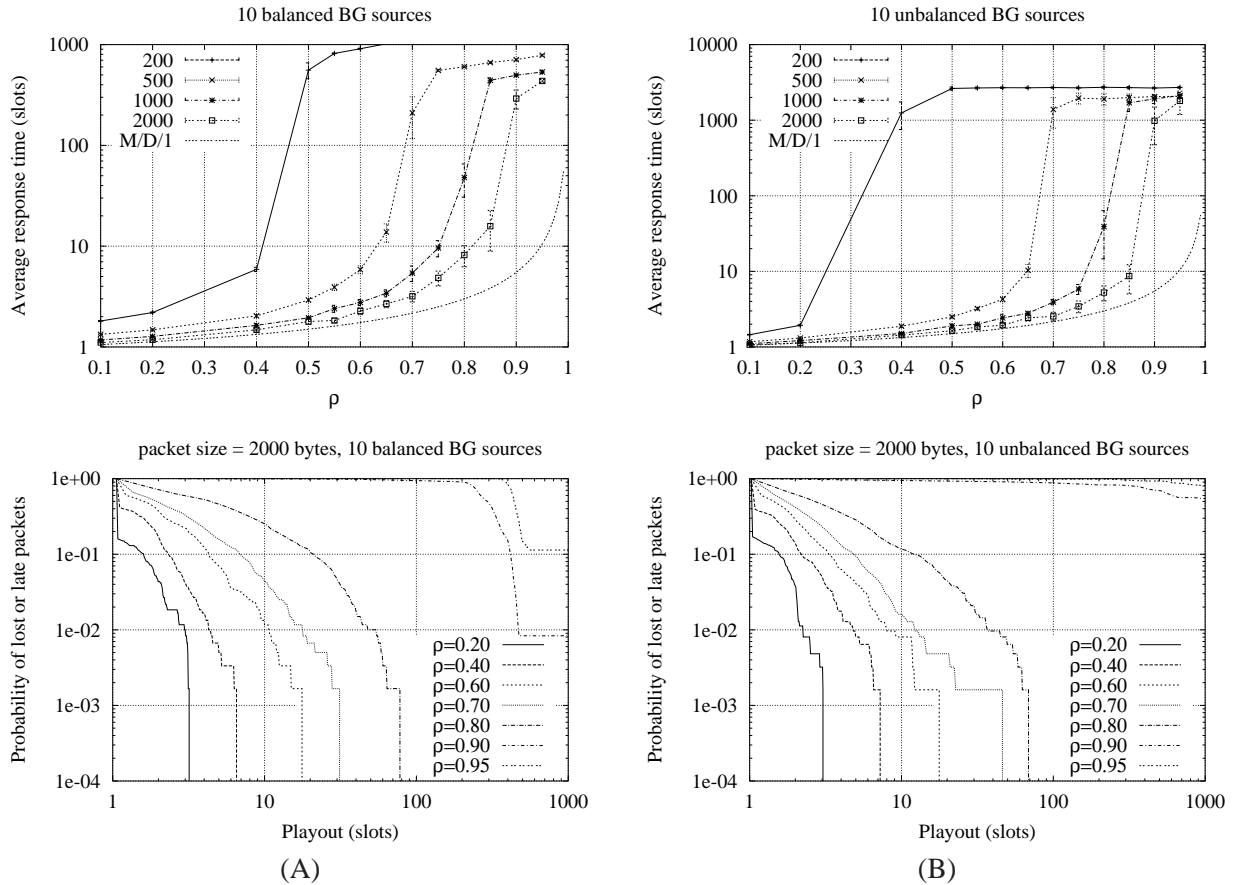 10 balanced BG sources
Average response time (slots)
1000
100
10
1
200
500
1000
2000
M/D/1
0.1 0.2 0.3 0.4 0.5 0.6 0.7 0.8 0.9 1
ρ
10 unbalanced BG sources
Average response time (slots)
10000
1000
100
10
1
200
500
1000
2000
M/D/1
0.1 0.2 0.3 0.4 0.5 0.6 0.7 0.8 0.9 1
ρ
packet size = 2000 bytes, 10 balanced BG sources
Probability of lost or late packets
1e+00
1e-01
1e-02
1e-03
1e-04
ρ=0.20
ρ=0.40
ρ=0.60
ρ=0.70
ρ=0.80
ρ=0.90
ρ=0.95
1 10 100 1000
Playout (slots)
(A)
packet size = 2000 bytes, 10 unbalanced BG sources
Probability of lost or late packets
1e+00
1e-01
1e-02
1e-03
1e-04
ρ=0.20
ρ=0.40
ρ=0.60
ρ=0.70
ρ=0.80
ρ=0.90
ρ=0.95
1 10 100 1000
Playout (slots)
(B)